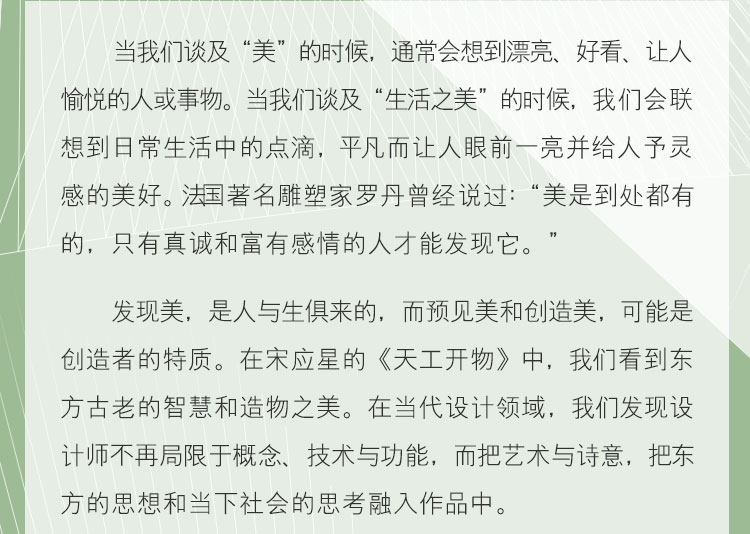 当我们谈及“美”的时候，通常会想到漂亮、好看、让人
愉悦的人或事物。当我们谈及“生活之美”的时候，我们会联
想到日常生活中的点滴，平凡而让人眼前一亮并给人予灵
感的美好。法国著名雕塑家罗丹曾经说过：“美是到处都有
的，只有真诚和富有感情的人才能发现它。”
发现美，是人与生俱来的，而预见美和创造美，可能是
创造者的特质。在宋应星的《天工开物》中，我们看到东
方古老的智慧和造物之美。在当代设计领域，我们发现设
计师不再局限于概念、技术与功能，而把艺术与诗意，把东
方的思想和当下社会的思考融入作品中。